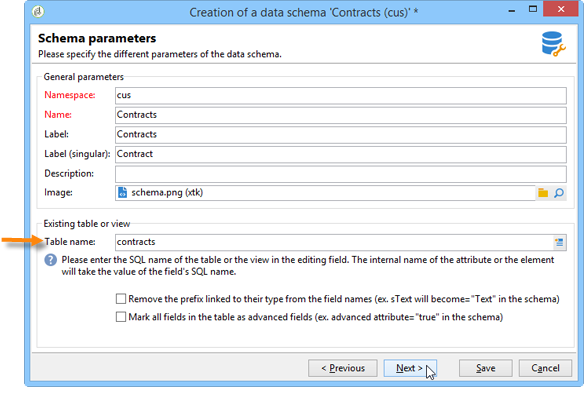 Creation of a data schema 'Contracts (cus)' *
Schema parameters
Please specify the different parameters of the data schema.
General parameters
Namespace: cus
Name: Contracts
Label: Contracts
Label (singular): Contract
Description:
Image: schema.png (xtk)
Existing table or view
Table name: contracts
Please enter the SQL name of the table or the view in the editing field. The internal name of the attribute or the element
will take the value of the field's SQL name.
Remove the prefix linked to their type from the field names (ex. sText will become="Text" in the schema)
Mark all fields in the table as advanced fields (ex. advanced attribute="true" in the schema)
< Previous Next > Save Cancel